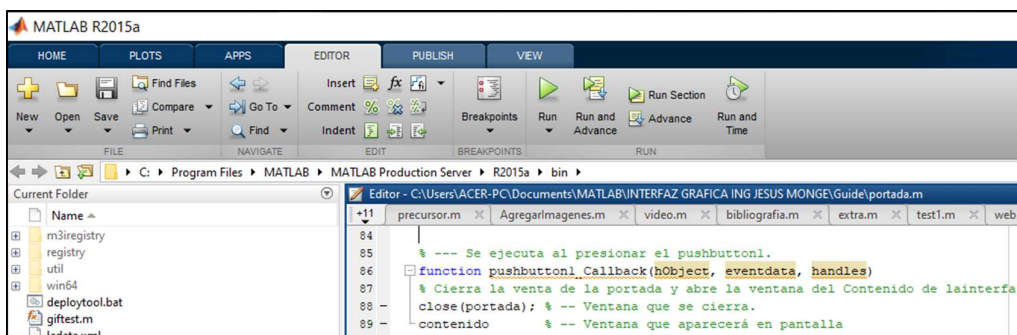 MATLAB R2015a
HOME PLOTS APPS EDITOR PUBLISH VIEW
New Open Save Find Files Compare Print
Go To Find
Insert fx
Comment
Indent
Breakpoints
Run Run and Advance Run Section Advance Run and Time
FILE NAVIGATE EDIT BREAKPOINTS RUN
C: Program Files MATLAB MATLAB Production Server R2015a bin
Current Folder
Name
m3iregistry
registry
util
win64
deploytool.bat
giftest.m
Editor - C:\Users\ACER-PC\Documents\MATLAB\INTERFAZ GRAFICA ING JESUS MONGE\Guide\portada.m
+11 precursor.m AgregarImagenes.m video.m bibliografia.m extra.m test1.m web
84
85 % --- Se ejecuta al presionar el pushbutton1.
86 function pushbutton1_Callback(hObject, eventdata, handles)
87 % Cierra la venta de la portada y abre la ventana del Contenido de lainterfa
88 - close(portada); % -- Ventana que se cierra.
89 - contenido % -- Ventana que aparecerá en pantalla